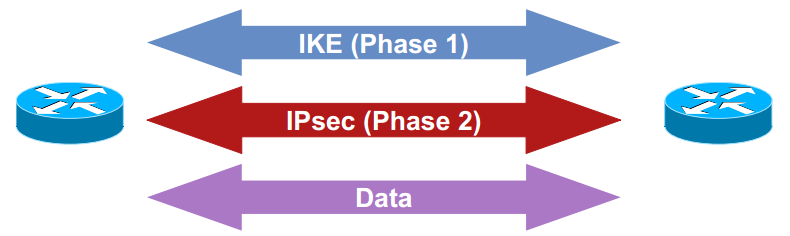 IKE (Phase 1)
IPsec (Phase 2)
Data